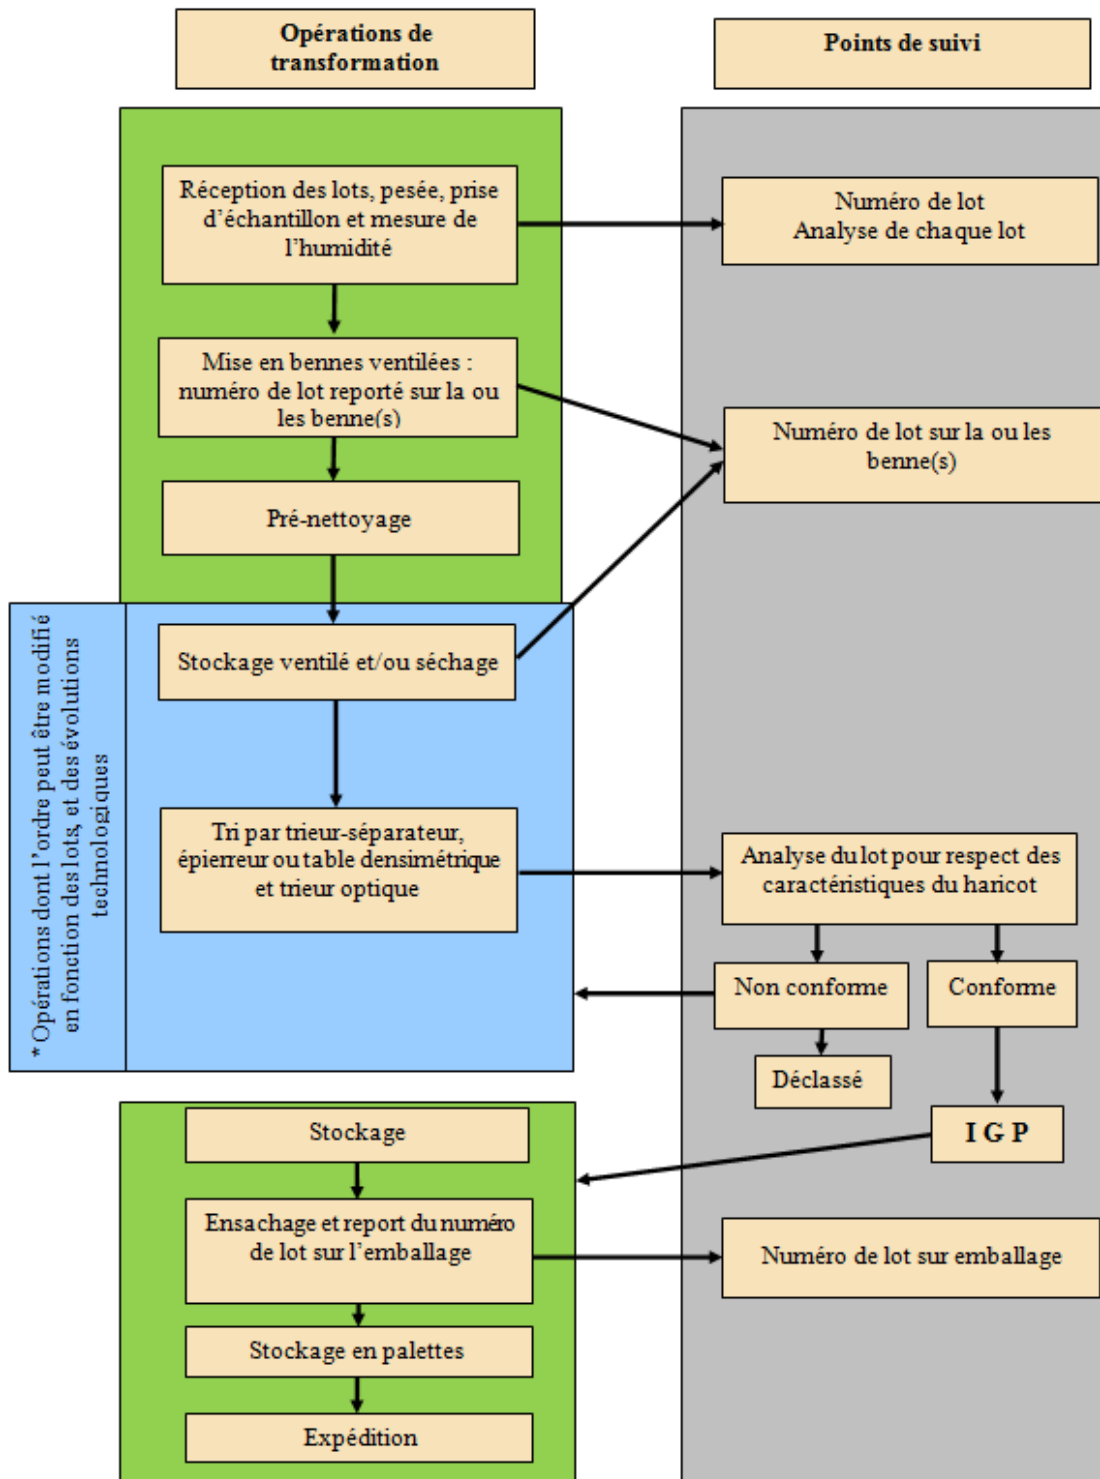 Opérations de
transformation
Points de suivi
Réception des lots, pesée, prise
d’échantillon et mesure de
l’humidité
Numéro de lot
Analyse de chaque lot
Mise en bennes ventilées :
numéro de lot reporté sur la ou
les benne(s)
Numéro de lot sur la ou les
benne(s)
Pré-nettoyage
Stockage ventilé et/ou séchage
*Opérations dont l’ordre peut être modifié
en fonction des lots, et des évolutions
technologiques
Tri par trieur-séparateur,
épierreur ou table densimétrique
et trieur optique
Analyse du lot pour respect des
caractéristiques du haricot
Non conforme
Conforme
Déclassé
I G P
Stockage
Ensachage et report du numéro
de lot sur l’emballage
Numéro de lot sur emballage
Stockage en palettes
Expédition